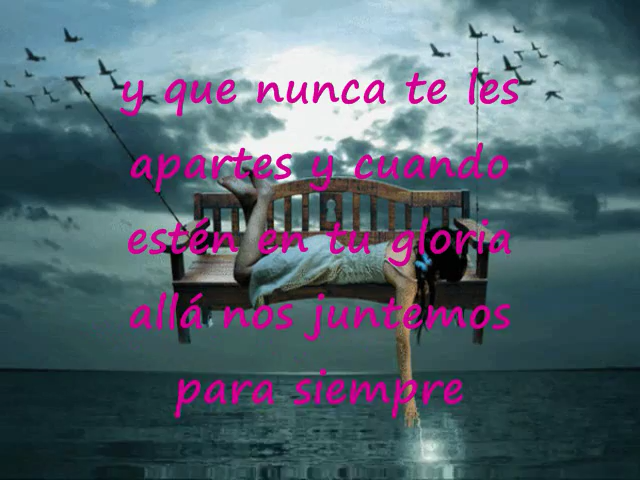 y que nunca te les
apartes y cuando
estén en tu gloria
allá nos juntemos
para siempre